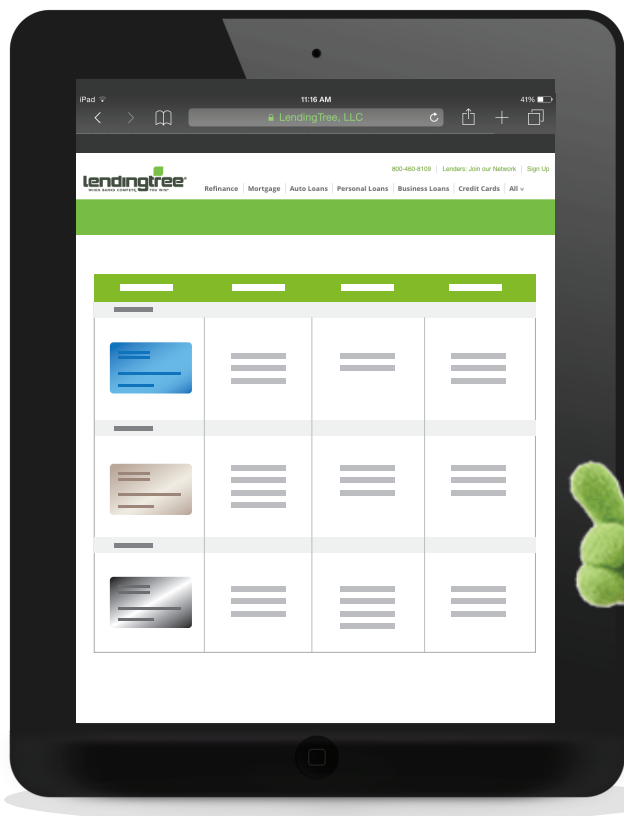 iPad 11:16 AM 41%
LendingTree, LLC
800-460-8109 | Lenders: Join our Network | Sign Up
lendingtree®
WHEN BANKS COMPETE, YOU WIN®
Refinance | Mortgage | Auto Loans | Personal Loans | Business Loans | Credit Cards | All v